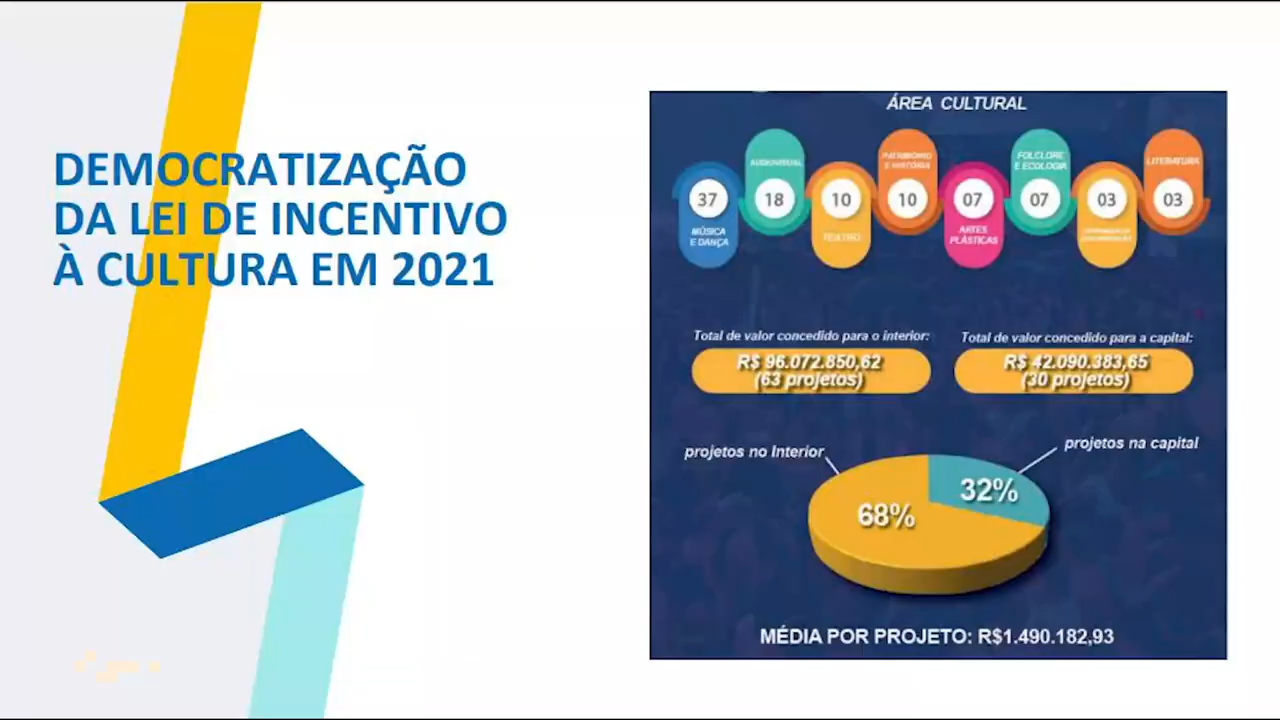 DEMOCRATIZAÇÃO
DA LEI DE INCENTIVO
À CULTURA EM 2021
ÁREA CULTURAL
37
MÚSICA
E DANÇA
AUDIOVISUAL
18
10
TEATRO
PATRIMÔNIO
E HISTÓRIA
10
07
ARTES
PLÁSTICAS
FOLCLORE
E ECOLOGIA
07
03
LITERATURA
03
Total de valor concedido para o interior:
R$ 96.072.850,62
(63 projetos)
Total de valor concedido para a capital:
R$ 42.090.383,65
(30 projetos)
projetos no Interior
projetos na capital
68%
32%
MÉDIA POR PROJETO: R$1.490.182,93